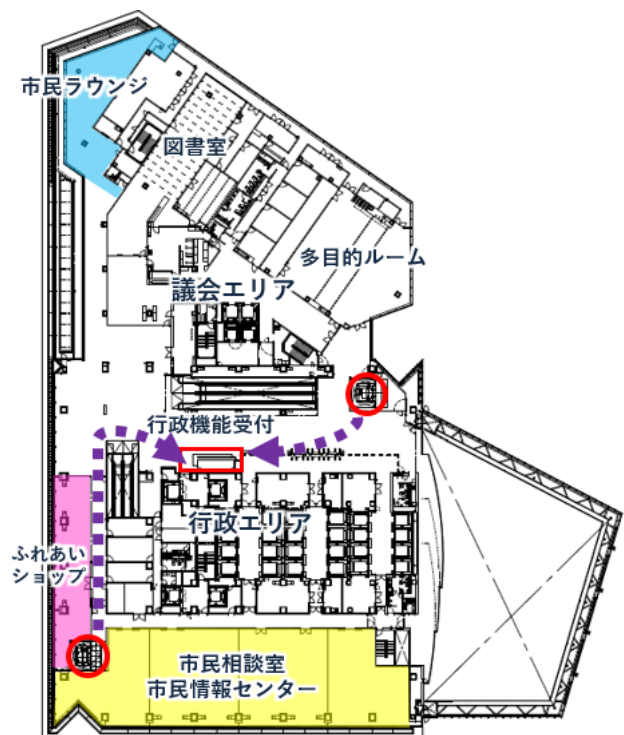 市民ラウンジ
図書室
多目的ルーム
議会エリア
行政機能受付
行政エリア
ふれあい
ショップ
市民相談室
市民情報センター